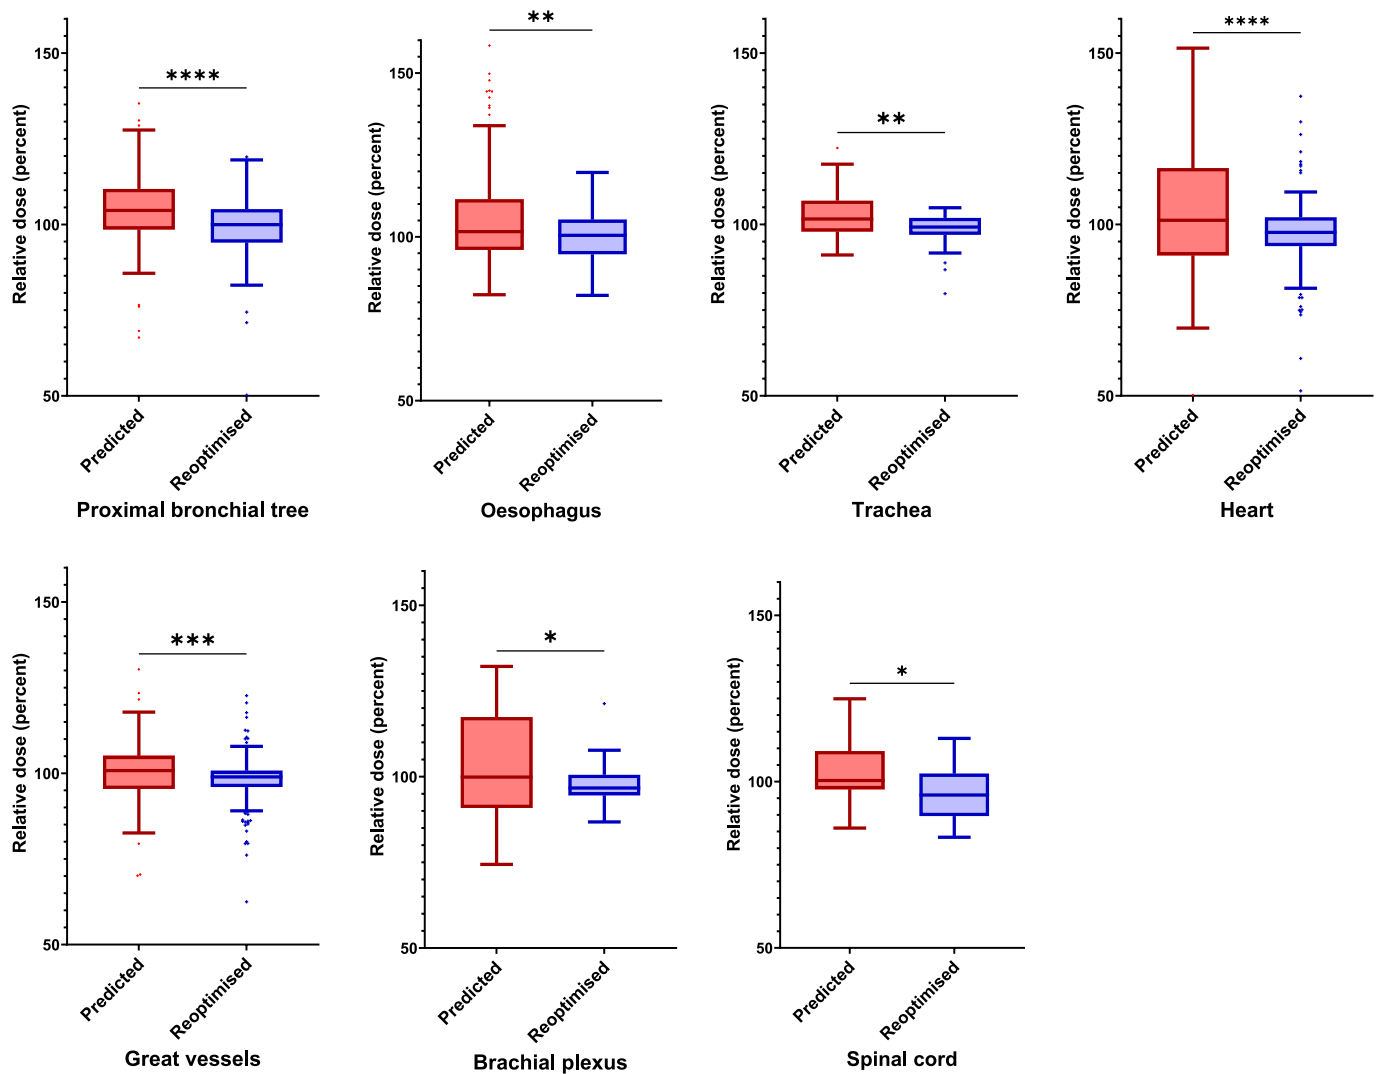 ****
Relative dose (percent)
150
100
50
Predicted
Reoptimised
Proximal bronchial tree
**
Relative dose (percent)
150
100
50
Predicted
Reoptimised
Oesophagus
**
Relative dose (percent)
150
100
50
Predicted
Reoptimised
Trachea
****
Relative dose (percent)
150
100
50
Predicted
Reoptimised
Heart
***
Relative dose (percent)
150
100
50
Predicted
Reoptimised
Great vessels
*
Relative dose (percent)
150
100
50
Predicted
Reoptimised
Brachial plexus
*
Relative dose (percent)
150
100
50
Predicted
Reoptimised
Spinal cord